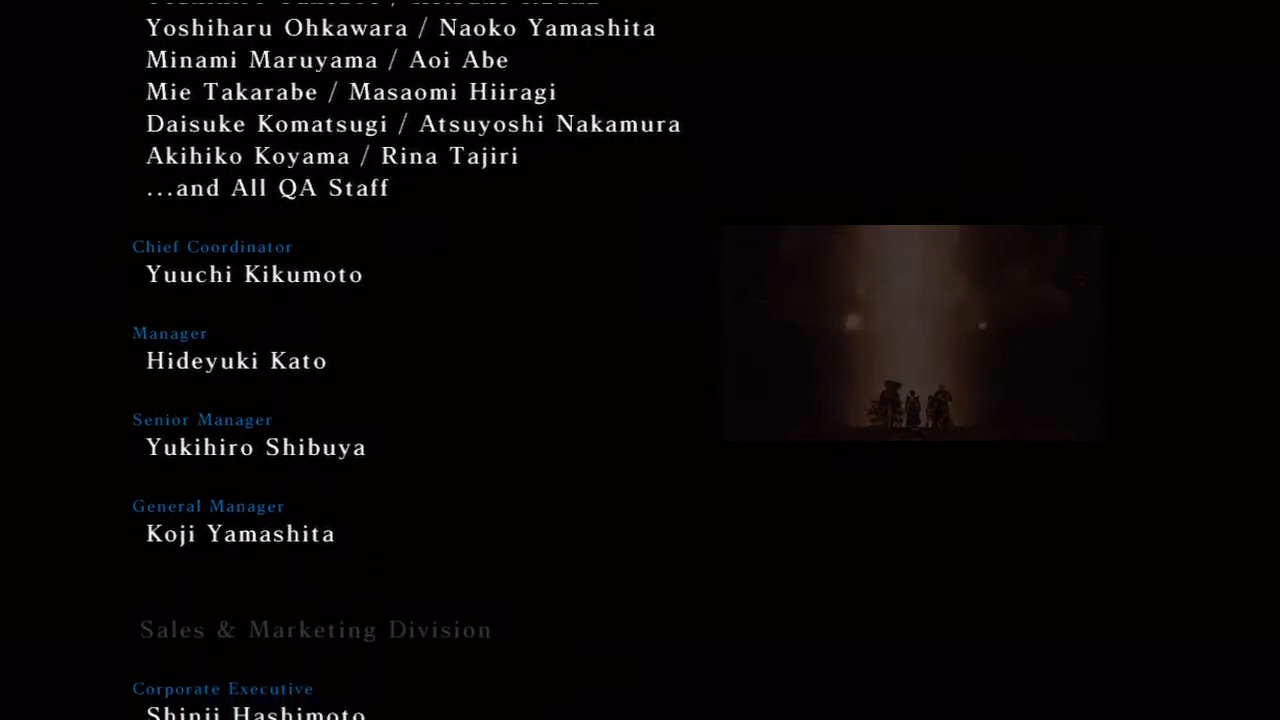 Yoshiharu Ohkawara / Naoko Yamashita
Minami Maruyama / Aoi Abe
Mie Takarabe / Masaomi Hiiragi
Daisuke Komatsugi / Atsuyoshi Nakamura
Akihiko Koyama / Rina Tajiri
...and All QA Staff
Chief Coordinator
Yuuchi Kikumoto
Manager
Hideyuki Kato
Senior Manager
Yukihiro Shibuya
General Manager
Koji Yamashita
Sales & Marketing Division
Corporate Executive
Shinji Hashimoto